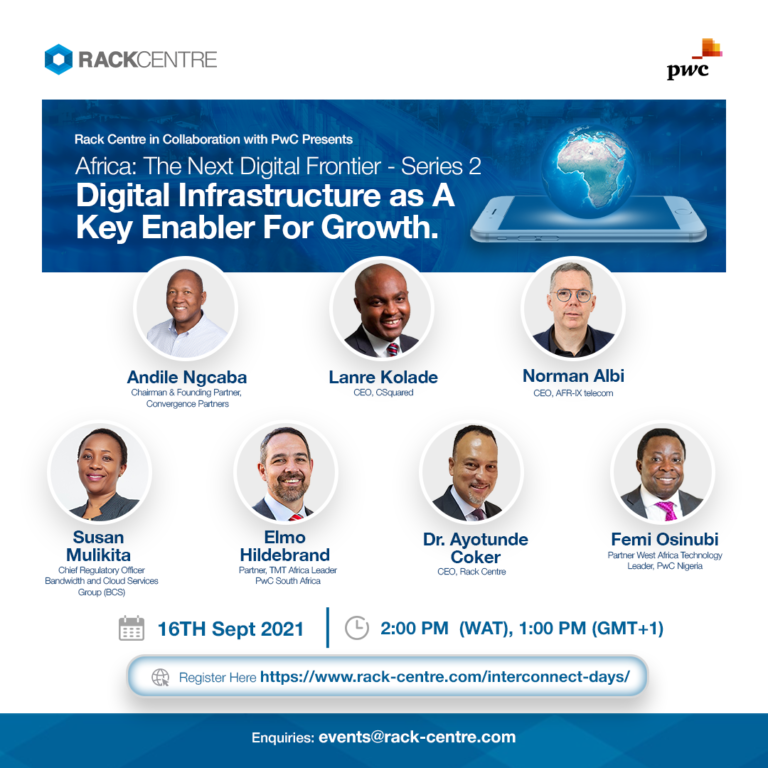 RACKCENTRE
pwc
Rack Centre in Collaboration with PwC Presents
Africa: The Next Digital Frontier - Series 2
Digital Infrastructure as A
Key Enabler For Growth.
Andile Ngcaba
Chairman & Founding Partner,
Convergence Partners
Lanre Kolade
CEO, CSquared
Norman Albi
CEO, AFR-IX telecom
Susan
Mulikita
Chief Regulatory Officer
Bandwidth and Cloud Services
Group (BCS)
Elmo
Hildebrand
Partner, TMT Africa Leader
PwC South Africa
Dr. Ayotunde
Coker
CEO, Rack Centre
Femi Osinubi
Partner West Africa Technology
Leader, PwC Nigeria
16TH Sept 2021
2:00 PM (WAT), 1:00 PM (GMT+1)
Register Here https://www.rack-centre.com/interconnect-days/
Enquiries: events@rack-centre.com